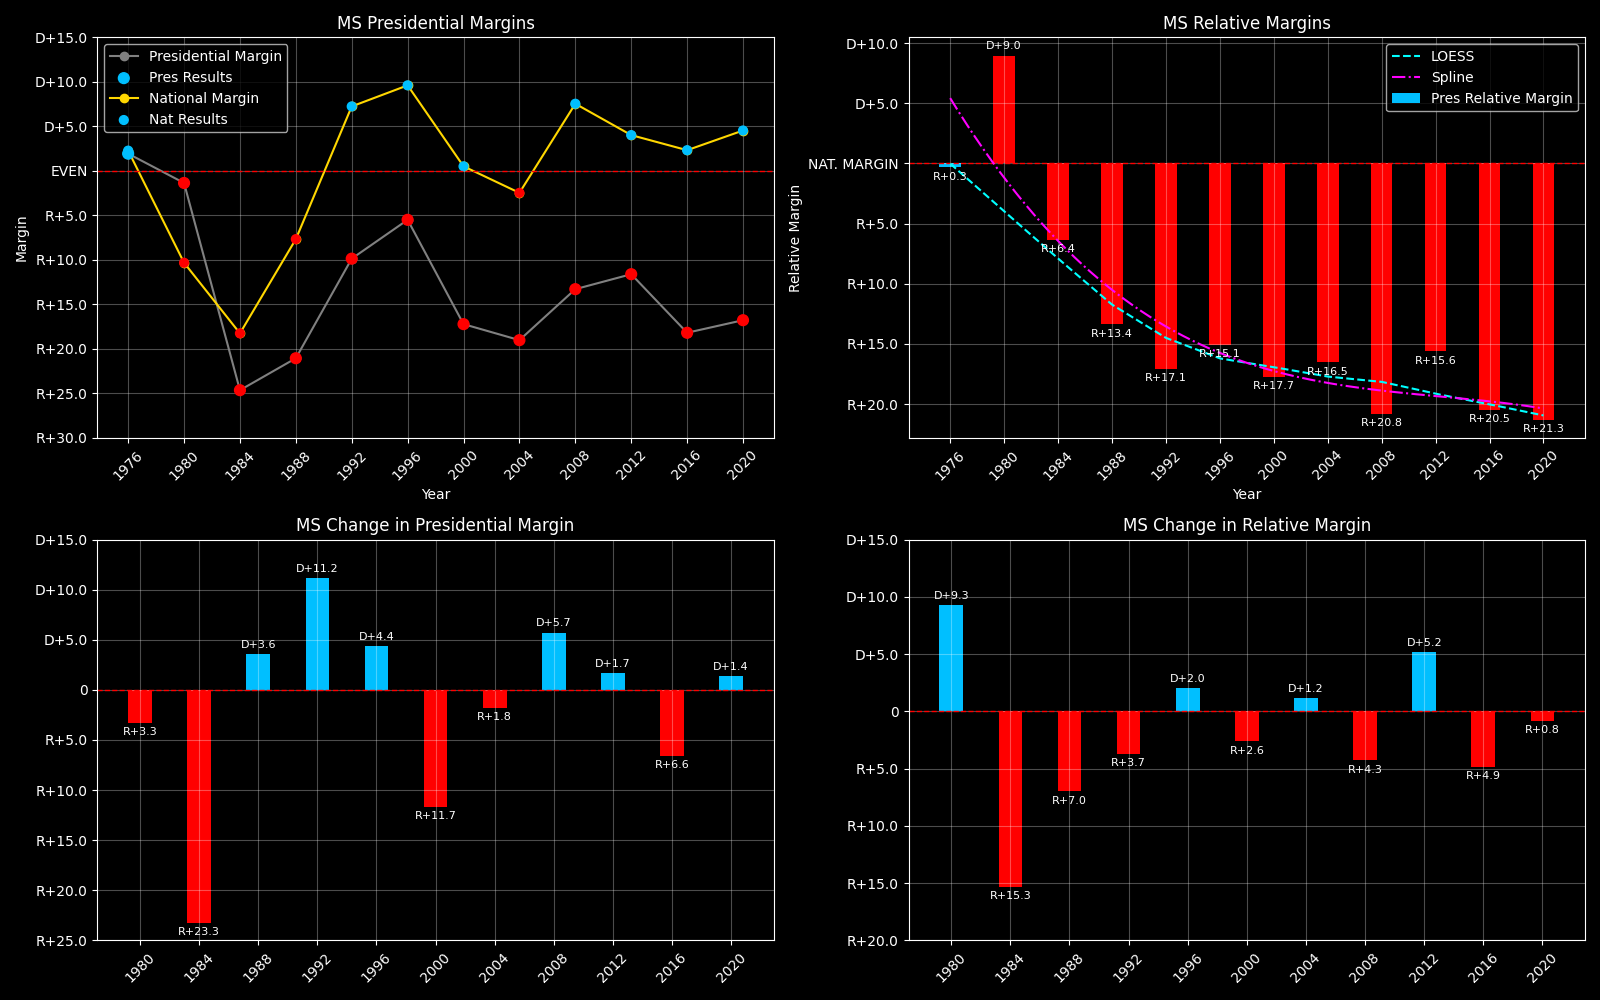 MS Presidential Margins
D+15.0
D+10.0
D+5.0
EVEN
R+5.0
R+10.0
R+15.0
R+20.0
R+25.0
R+30.0
Margin
Presidential Margin
Pres Results
National Margin
Nat Results
1976 1980 1984 1988 1992 1996 2000 2004 2008 2012 2016 2020
Year
MS Relative Margins
D+10.0
D+5.0
NAT. MARGIN
R+5.0
R+10.0
R+15.0
R+20.0
Relative Margin
LOESS
Spline
Pres Relative Margin
R+0.3
D+9.0
R+6.4
R+13.4
R+17.1
R+15.1
R+17.7
R+16.5
R+20.8
R+15.6
R+20.5
R+21.3
1976 1980 1984 1988 1992 1996 2000 2004 2008 2012 2016 2020
Year
MS Change in Presidential Margin
D+15.0
D+10.0
D+5.0
0
R+5.0
R+10.0
R+15.0
R+20.0
R+25.0
R+3.3
R+23.3
D+3.6
D+11.2
D+4.4
R+11.7
R+1.8
D+5.7
D+1.7
R+6.6
D+1.4
1980 1984 1988 1992 1996 2000 2004 2008 2012 2016 2020
MS Change in Relative Margin
D+15.0
D+10.0
D+5.0
0
R+5.0
R+10.0
R+15.0
R+20.0
D+9.3
R+15.3
R+7.0
R+3.7
D+2.0
R+2.6
D+1.2
R+4.3
D+5.2
R+4.9
R+0.8
1980 1984 1988 1992 1996 2000 2004 2008 2012 2016 2020